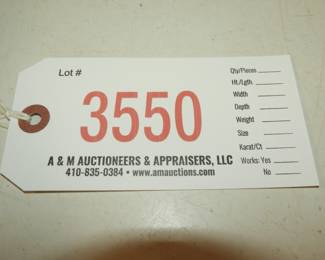 Lot #
3550
A & M AUCTIONEERS & APPRAISERS, LLC
410-835-0384 • www.amauctions.com
Qty/Pieces
Ht./Lgth
Width
Depth
Weight
Size
Karat/Ct
Works: Yes
No